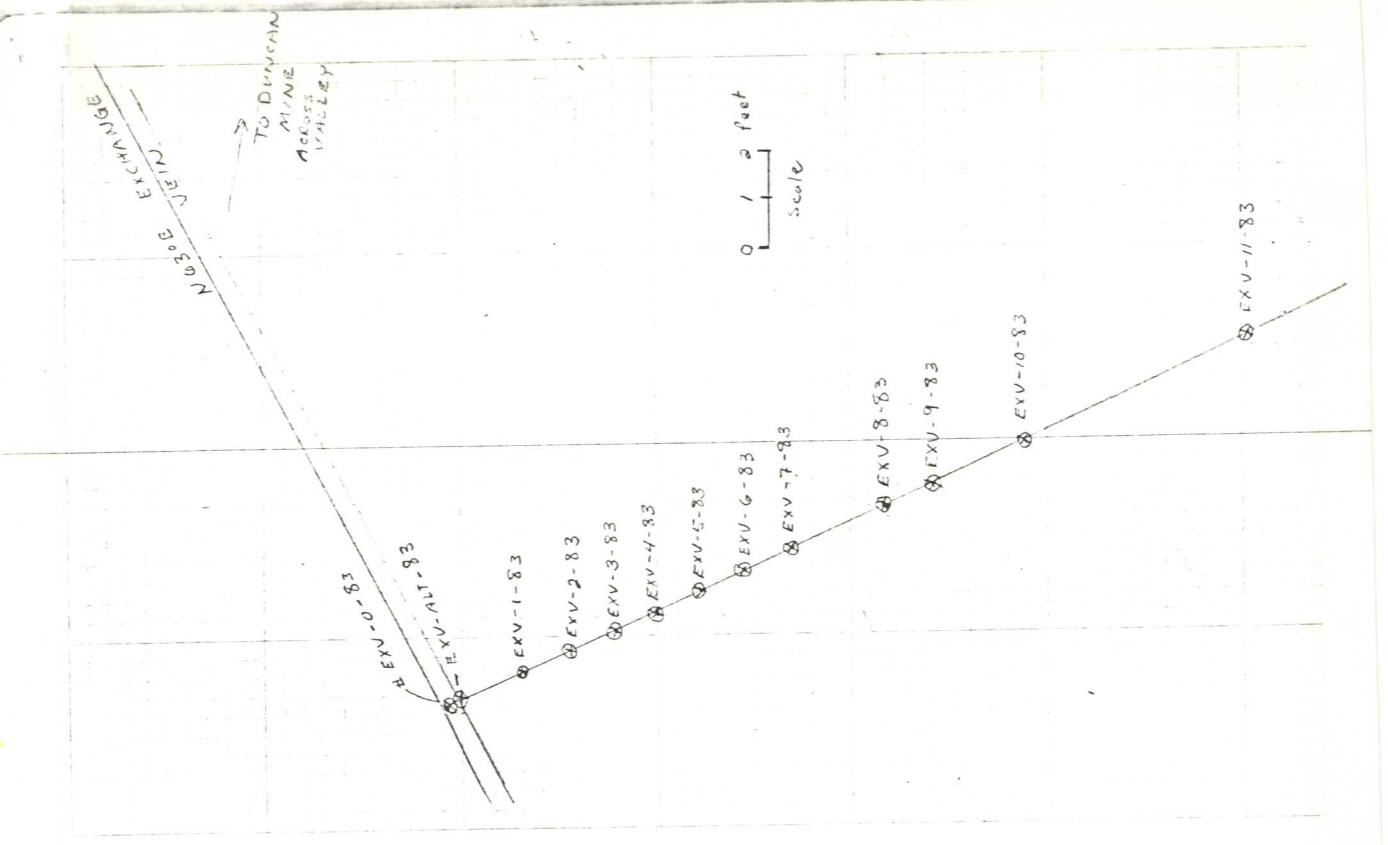 EXCHANGE
VEIN
N63°E
TO DUNCAN
MINE
ACROSS
VALLEY
0 1 2 feet
Scale
# EXV-0-83
EXV-ALT-83
EXV-1-83
EXV-2-83
EXV-3-83
EXV-4-83
EXV-5-83
EXV-6-83
EXV-7-83
EXV-8-83
EXV-9-83
EXV-10-83
EXV-11-83